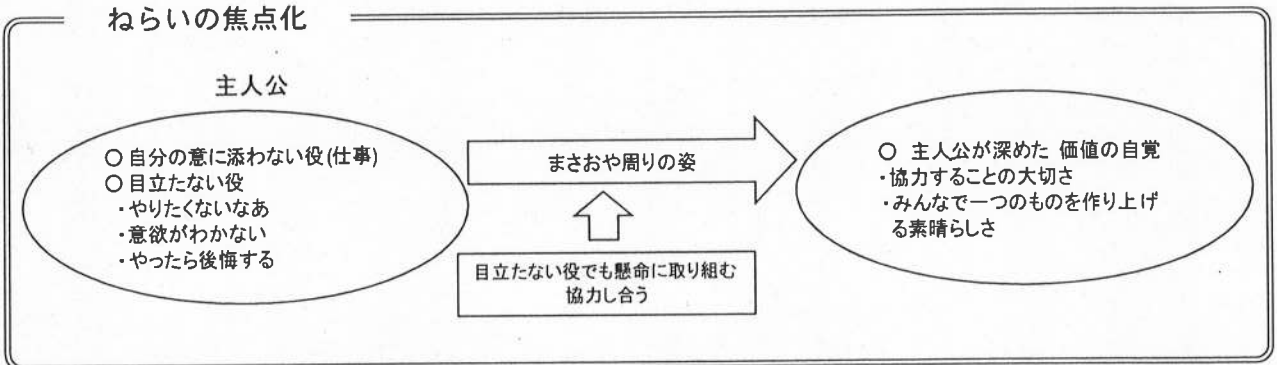 ねらいの焦点化
主人公
○ 自分の意に添わない役(仕事)
○ 目立たない役
・やりたくないなあ
・意欲がわかない
・やったら後悔する
まさおや周りの姿
目立たない役でも懸命に取り組む
協力し合う
○ 主人公が深めた 価値の自覚
・協力することの大切さ
・みんなで一つのものを作り上げ
る素晴らしさ